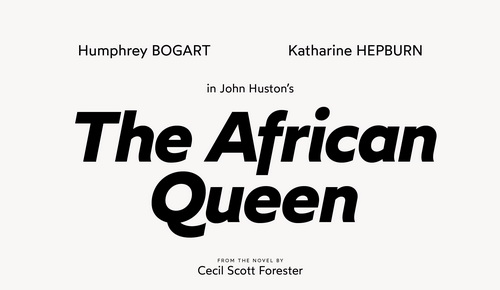 Humphrey BOGART Katharine HEPBURN
in John Huston's
The African
Queen
FROM THE NOVEL BY
Cecil Scott Forester